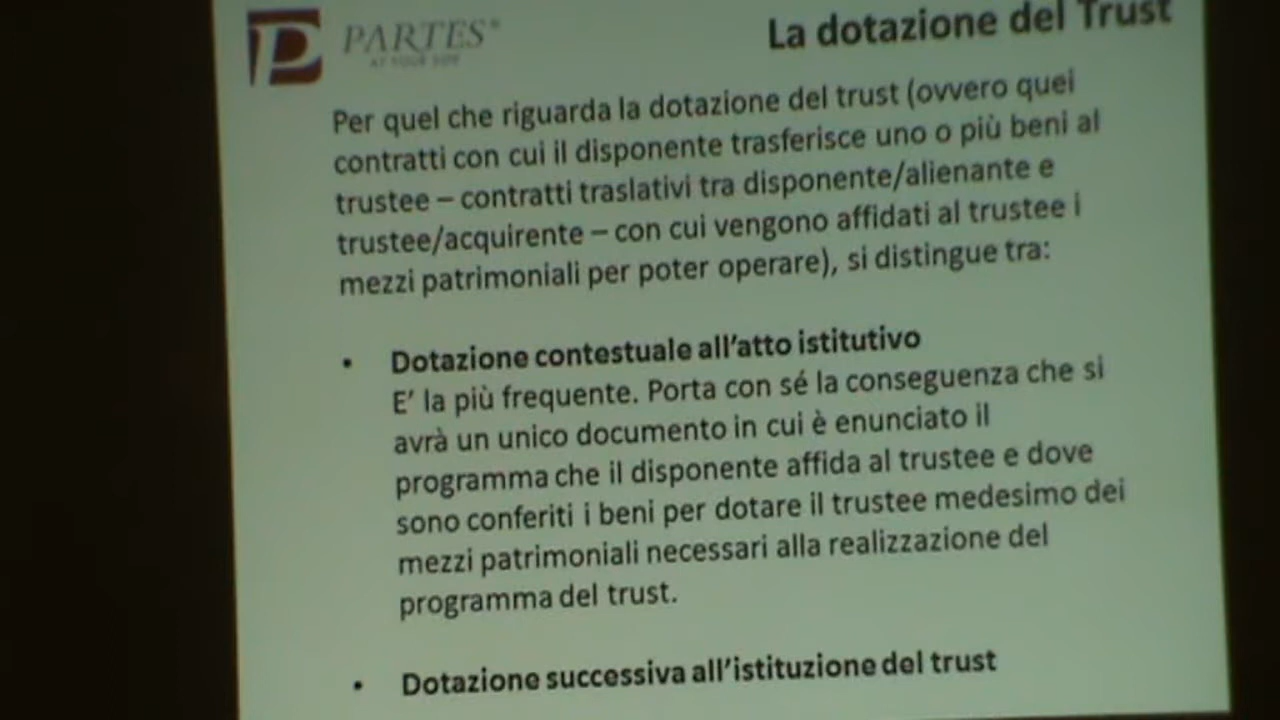 PARTES®
AT YOUR SIDE
La dotazione del Trust
Per quel che riguarda la dotazione del trust (ovvero quei
contratti con cui il disponente trasferisce uno o più beni al
trustee – contratti traslativi tra disponente/alienante e
trustee/acquirente – con cui vengono affidati al trustee i
mezzi patrimoniali per poter operare), si distingue tra:
• Dotazione contestuale all'atto istitutivo
E' la più frequente. Porta con sé la conseguenza che si
avrà un unico documento in cui è enunciato il
programma che il disponente affida al trustee e dove
sono conferiti i beni per dotare il trustee medesimo dei
mezzi patrimoniali necessari alla realizzazione del
programma del trust.
• Dotazione successiva all'istituzione del trust